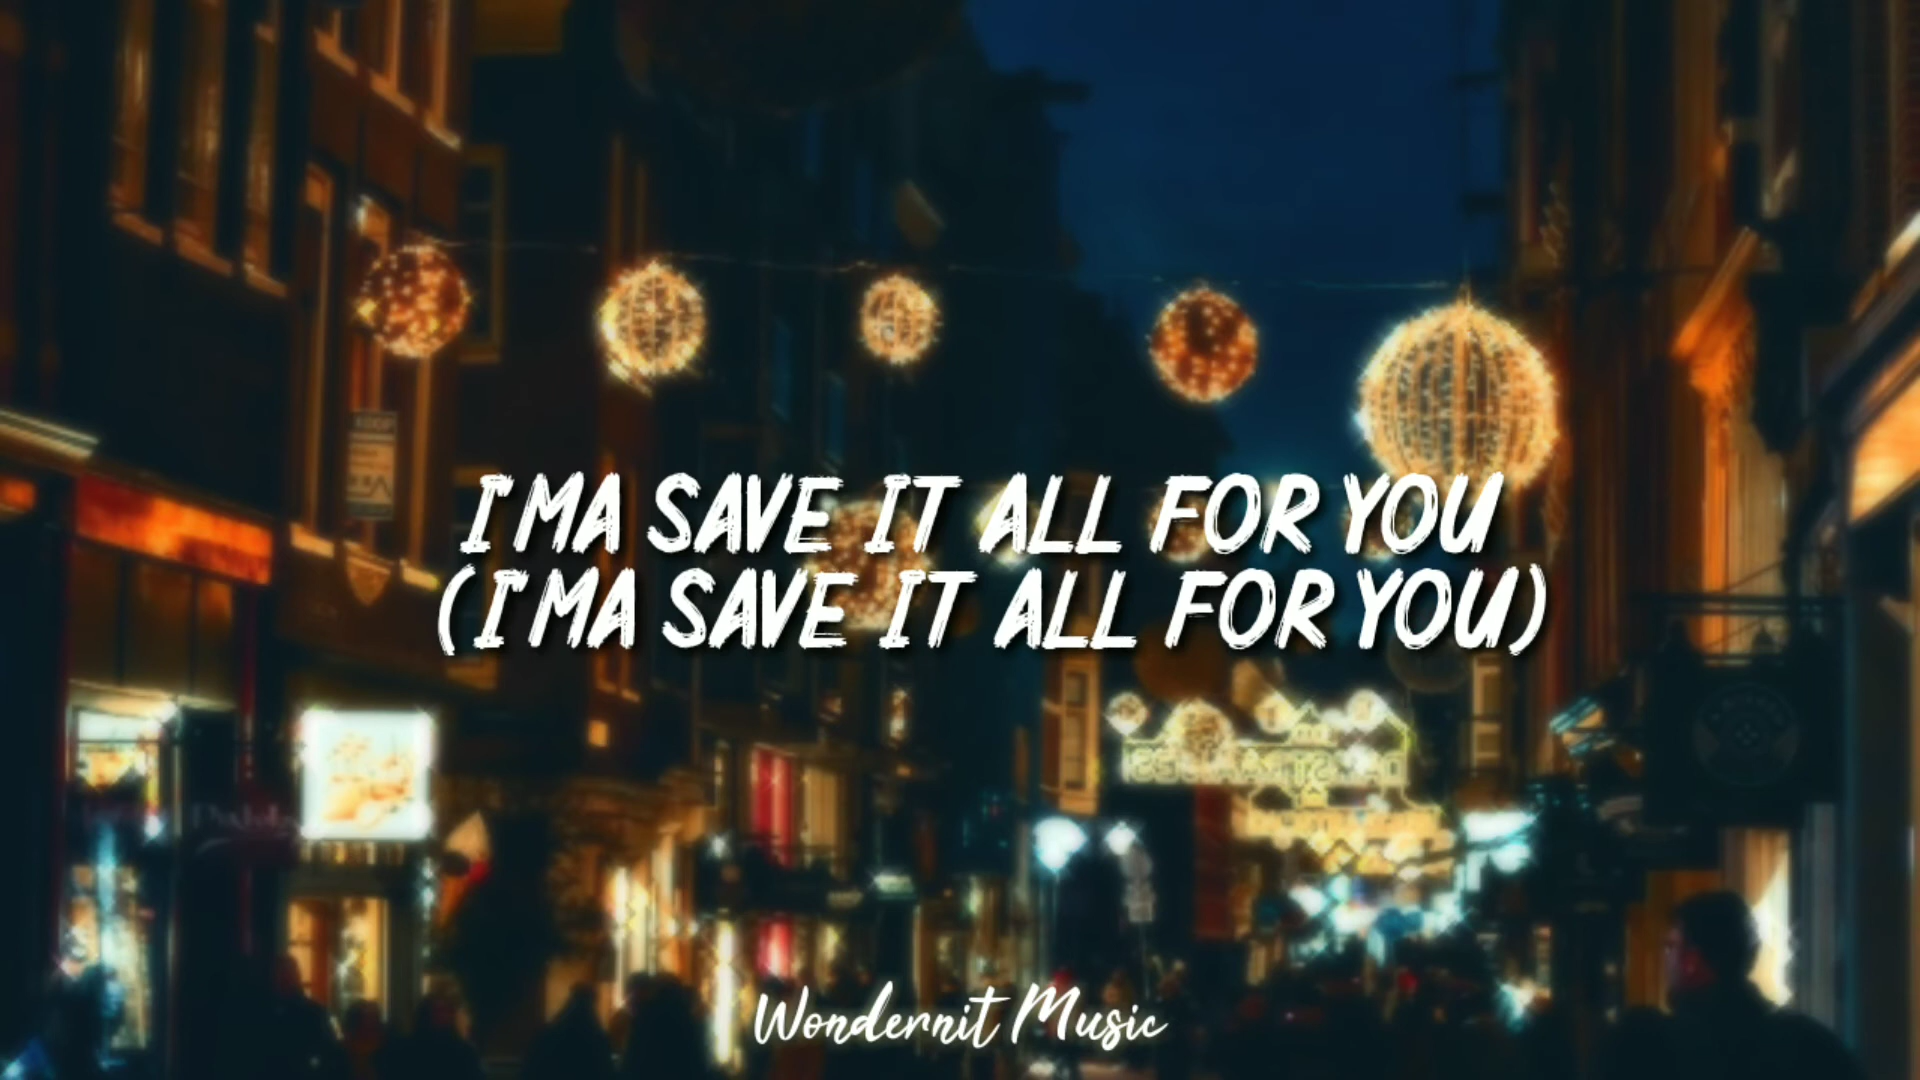 I'MA SAVE IT ALL FOR YOU
(I'MA SAVE IT ALL FOR YOU)
Wondernit Music